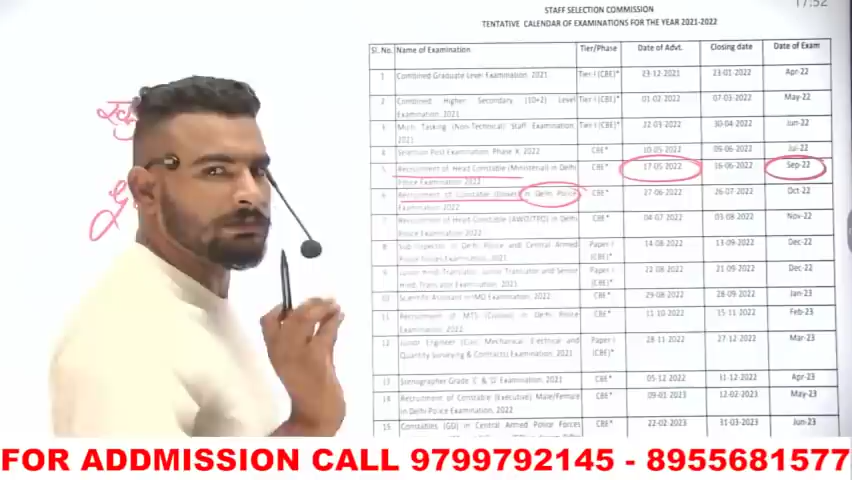 17:52
STAFF SELECTION COMMISSION
TENTATIVE CALENDAR OF EXAMINATIONS FOR THE YEAR 2021-2022
Sl. No. Name of Examination Tier/Phase Date of Advt. Closing date Date of Exam
1 Combined Graduate Level Examination, 2021 Tier-I (CBE)* 23-12-2021 23-01-2022 Apr-22
2 Combined Higher Secondary (10+2) Level Tier-I (CBE)* 01-02-2022 07-03-2022 May-22
Examination, 2021
3 Multi Tasking (Non-Technical) Staff Examination, Tier-I (CBE)* 22-03-2022 30-04-2022 Jun-22
2021
4 Selection Post Examination, Phase X, 2022 CBE* 10-05-2022 09-06-2022 Jul-22
5 Recruitment of Head Constable (Ministerial) in Delhi CBE* 17-05-2022 16-06-2022 Sep-22
Police Examination 2022
6 Recruitment of Constable (Driver) in Delhi Police CBE* 27-06-2022 26-07-2022 Oct-22
Examination, 2022
7 Recruitment of Head Constable (AWO/TPO) in CBE* 04-07-2022 03-08-2022 Nov-22
Delhi Police Examination, 2022
8 Sub-Inspector in Delhi Police and Central Armed Paper-I 14-08-2022 13-09-2022 Dec-22
Police Forces Examination, 2021 (CBE)*
9 Junior Hindi Translator, Junior Translator and Senior Paper-I 22-08-2022 21-09-2022 Dec-22
Hindi Translator Examination, 2021 (CBE)*
10 Scientific Assistant in IMD Examination, 2022 CBE* 29-08-2022 28-09-2022 Jan-23
11 Recruitment of MTS (Civilian) in Delhi Police CBE* 11-10-2022 15-11-2022 Feb-23
Examination, 2022
12 Junior Engineer (Civil, Mechanical, Electrical and Paper-I 28-11-2022 27-12-2022 Mar-23
Quantity Surveying & Contracts) Examination, 2021 (CBE)*
13 Stenographer Grade 'C' & 'D' Examination, 2021 CBE* 05-12-2022 31-12-2022 Apr-23
14 Recruitment of Constable (Executive) Male/Female CBE* 09-01-2023 12-02-2023 May-23
in Delhi Police Examination, 2022
15 Constables (GD) in Central Armed Police Forces CBE* 22-02-2023 31-03-2023 Jun-23
FOR ADDMISSION CALL 9799792145 - 8955681577